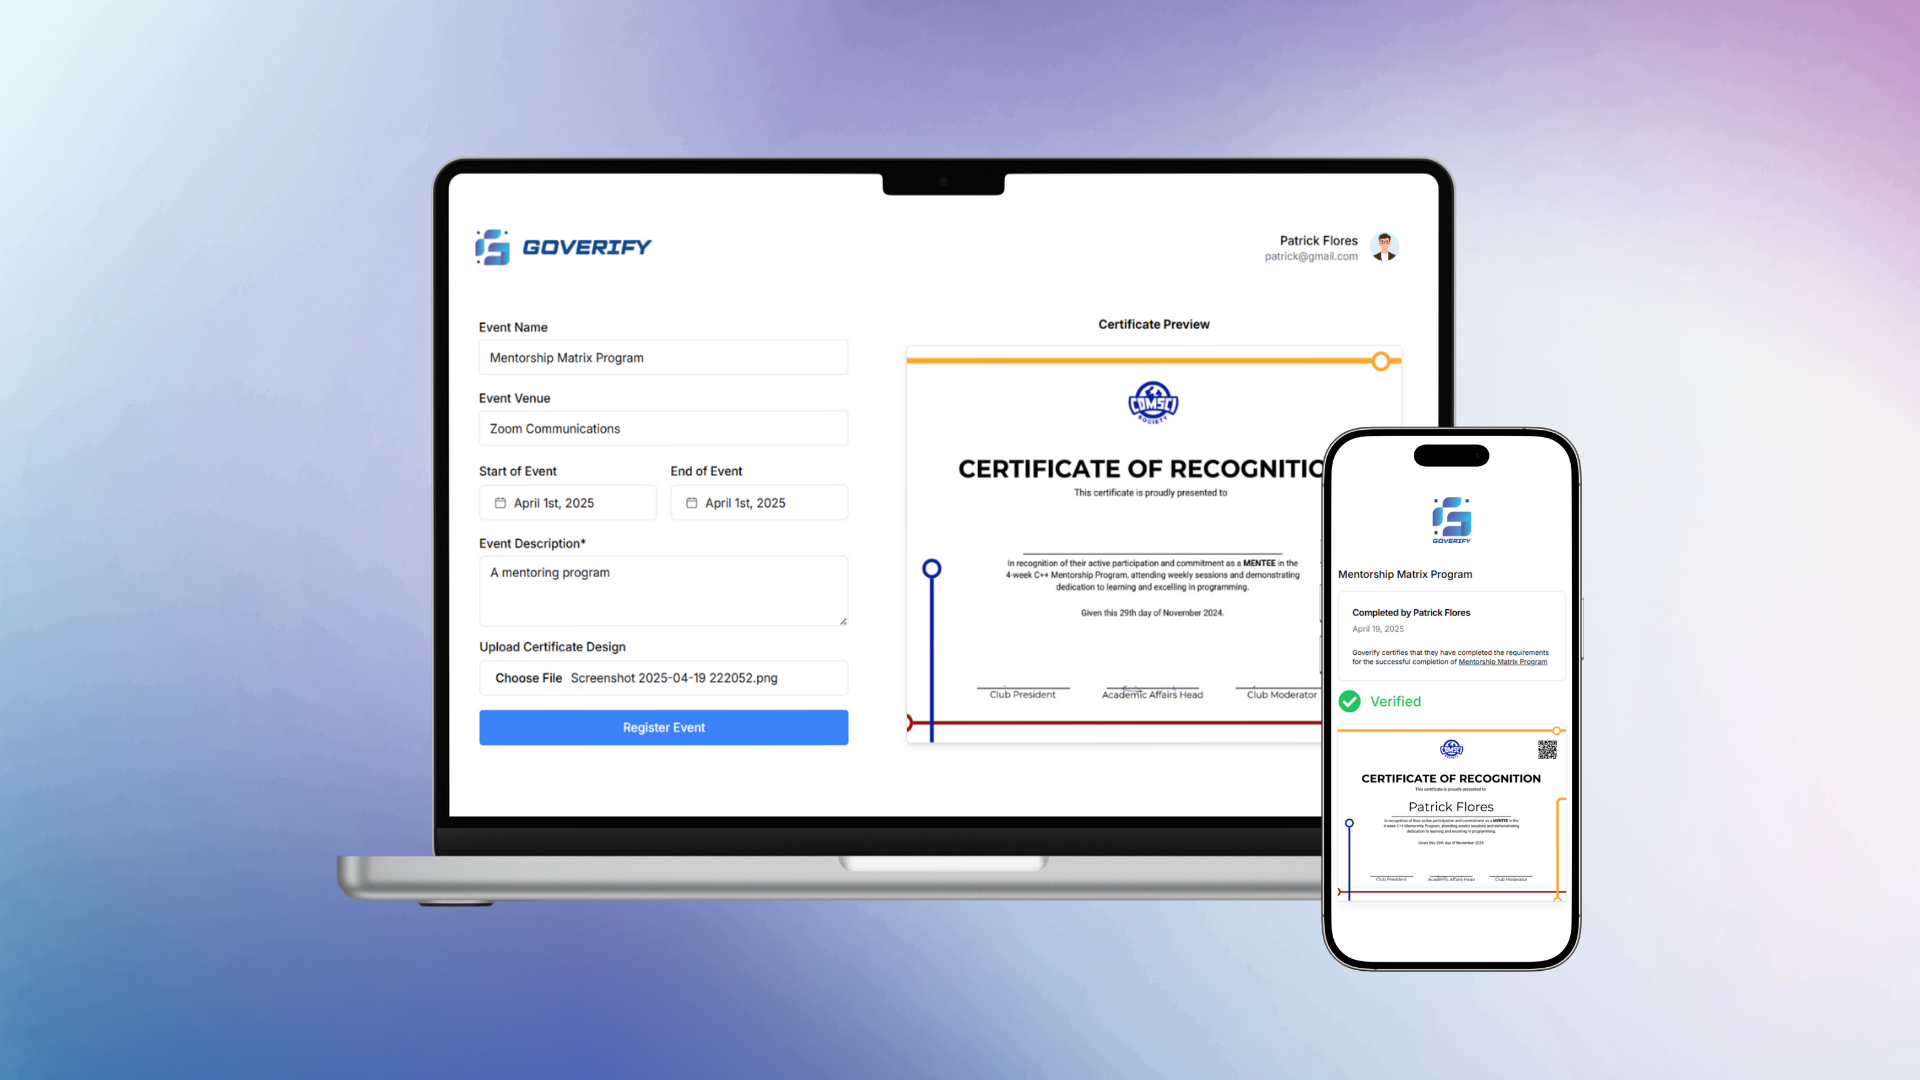 GOVERIFY
Patrick Flores
patrick@gmail.com
Event Name
Mentorship Matrix Program
Event Venue
Zoom Communications
Start of Event
End of Event
April 1st, 2025
April 1st, 2025
Event Description*
A mentoring program
Upload Certificate Design
Choose File Screenshot 2025-04-19 222052.png
Register Event
Certificate Preview
COMSCI
SOCIETY
CERTIFICATE OF RECOGNITIO
This certificate is proudly presented to
In recognition of their active participation and commitment as a MENTEE in the
4-week C++ Mentorship Program, attending weekly sessions and demonstrating
dedication to learning and excelling in programming.
Given this 29th day of November 2024.
Club President
Academic Affairs Head
Club Moderator
GOVERIFY
Mentorship Matrix Program
Completed by Patrick Flores
April 19, 2025
Goverify certifies that they have completed the requirements
for the successful completion of Mentorship Matrix Program
Verified
COMSCI
CERTIFICATE OF RECOGNITION
This certificate is proudly presented to
Patrick Flores
In recognition of their active participation and commitment as a MENTEE in the
4-week C++ Mentorship Program, attending weekly sessions and demonstrating
dedication to learning and excelling in programming.
Given this 29th day of November 2024.
Club President
Academic Affairs Head
Club Moderator